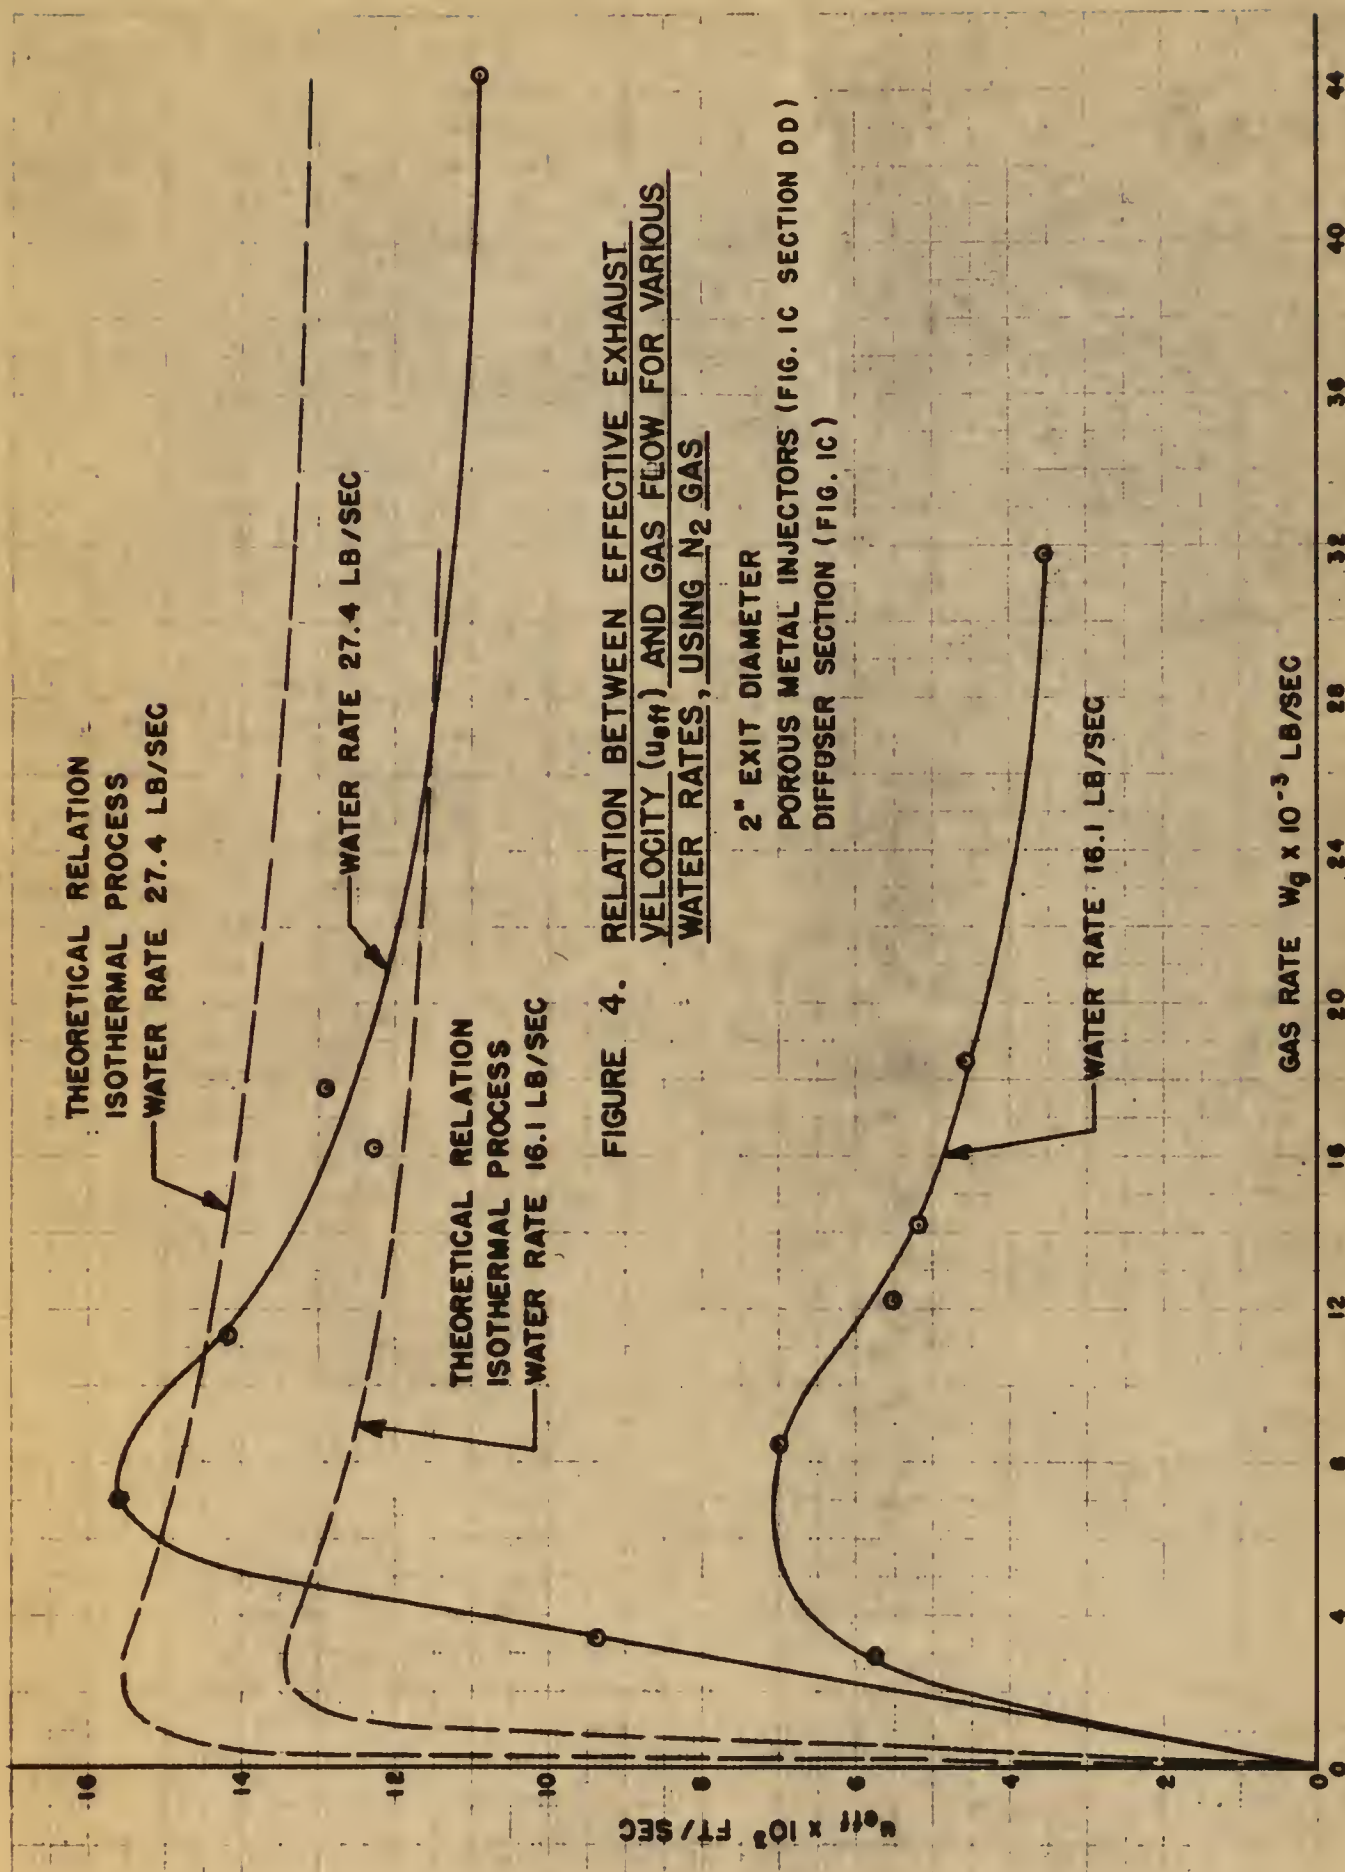 THEORETICAL RELATION
ISOTHERMAL PROCESS
WATER RATE 27.4 LB/SEC
WATER RATE 27.4 LB/SEC
THEORETICAL RELATION
ISOTHERMAL PROCESS
WATER RATE 16.1 LB/SEC
FIGURE 4. RELATION BETWEEN EFFECTIVE EXHAUST
VELOCITY (ueff) AND GAS FLOW FOR VARIOUS
WATER RATES, USING N2 GAS
2" EXIT DIAMETER
POROUS METAL INJECTORS (FIG. 1C SECTION DD)
DIFFUSER SECTION (FIG. 1C)
WATER RATE 16.1 LB/SEC
ueff x 10³ FT/SEC
16
14
12
10
8
6
4
2
0
0 4 8 12 16 20 24 28 32 36 40 44
GAS RATE Wg x 10-³ LB/SEC